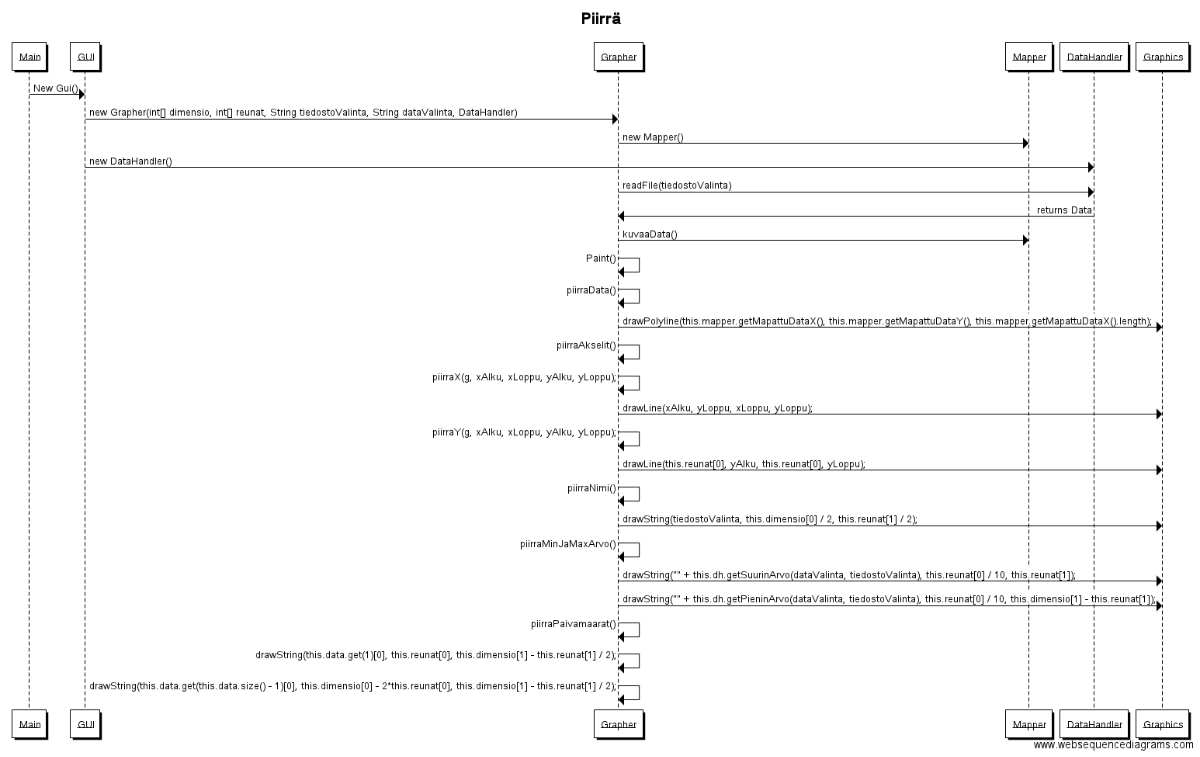 Piirrä
Main GUI Grapher Mapper DataHandler Graphics
New Gui()
new Grapher(int[] dimensio, int[] reunat, String tiedostoValinta, String dataValinta, DataHandler)
new Mapper()
new DataHandler()
readFile(tiedostoValinta)
returns Data
kuvaaData()
Paint()
piirraData()
drawPolyline(this.mapper.getMapattuDataX(), this.mapper.getMapattuDataY(), this.mapper.getMapattuDataX().length);
piirraAkselit()
piirraX(g, xAlku, xLoppu, yAlku, yLoppu);
drawLine(xAlku, yLoppu, xLoppu, yLoppu);
piirraY(g, xAlku, xLoppu, yAlku, yLoppu);
drawLine(this.reunat[0], yAlku, this.reunat[0], yLoppu);
piirraNimi()
drawString(tiedostoValinta, this.dimensio[0] / 2, this.reunat[1] / 2);
piirraMinJaMaxArvo()
drawString("" + this.dh.getSuurinArvo(dataValinta, tiedostoValinta), this.reunat[0] / 10, this.reunat[1]);
drawString("" + this.dh.getPieninArvo(dataValinta, tiedostoValinta), this.reunat[0] / 10, this.dimensio[1] - this.reunat[1]);
piirraPaivamaarat()
drawString(this.data.get(1)[0], this.reunat[0], this.dimensio[1] - this.reunat[1] / 2);
drawString(this.data.get(this.data.size() - 1)[0], this.dimensio[0] - 2*this.reunat[0], this.dimensio[1] - this.reunat[1] / 2);
Main GUI Grapher Mapper DataHandler Graphics
www.websequencediagrams.com